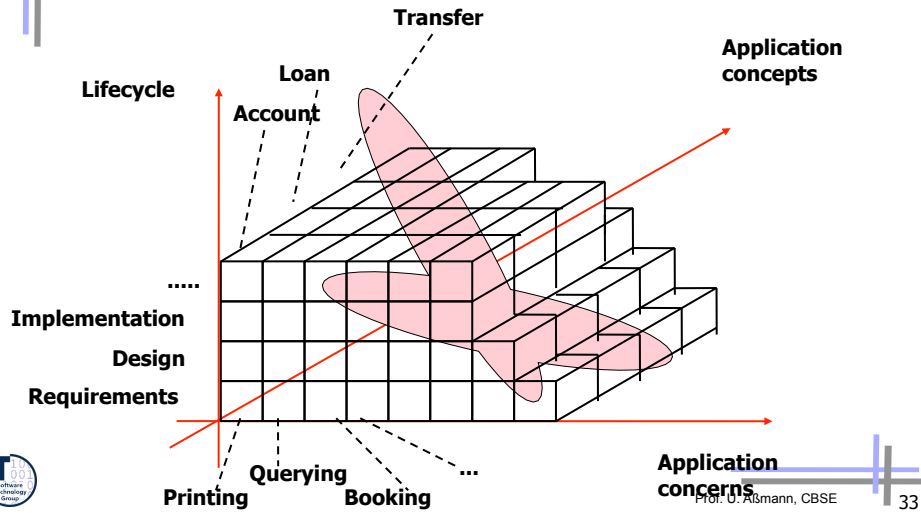 Transfer
Application
concepts
Loan
Lifecycle
Account
.....
Implementation
Design
Requirements
Querying
...
Printing
Booking
Application
concerns
Prof. U. Aßmann, CBSE
33